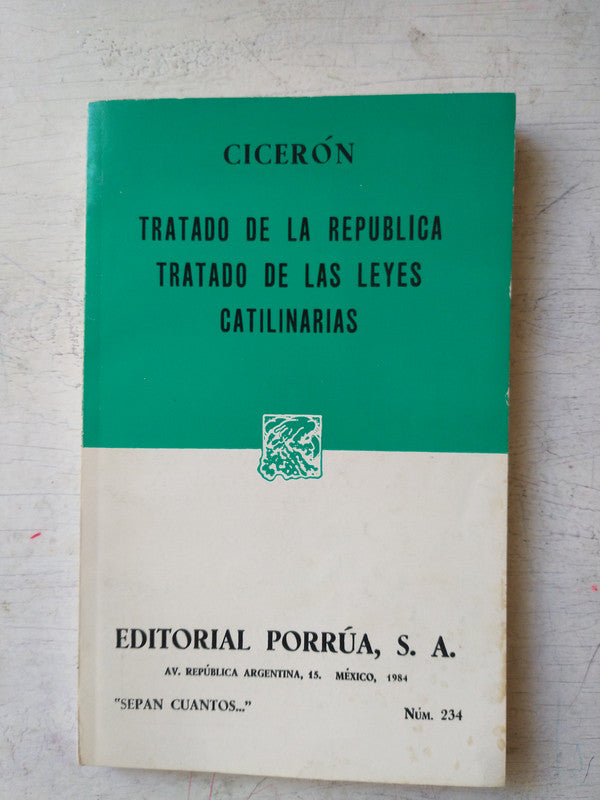 CICERÓN
TRATADO DE LA REPUBLICA
TRATADO DE LAS LEYES
CATILINARIAS
EDITORIAL PORRÚA, S. A.
AV. REPÚBLICA ARGENTINA, 15. MÉXICO, 1984
"SEPAN CUANTOS..." NÚM. 234